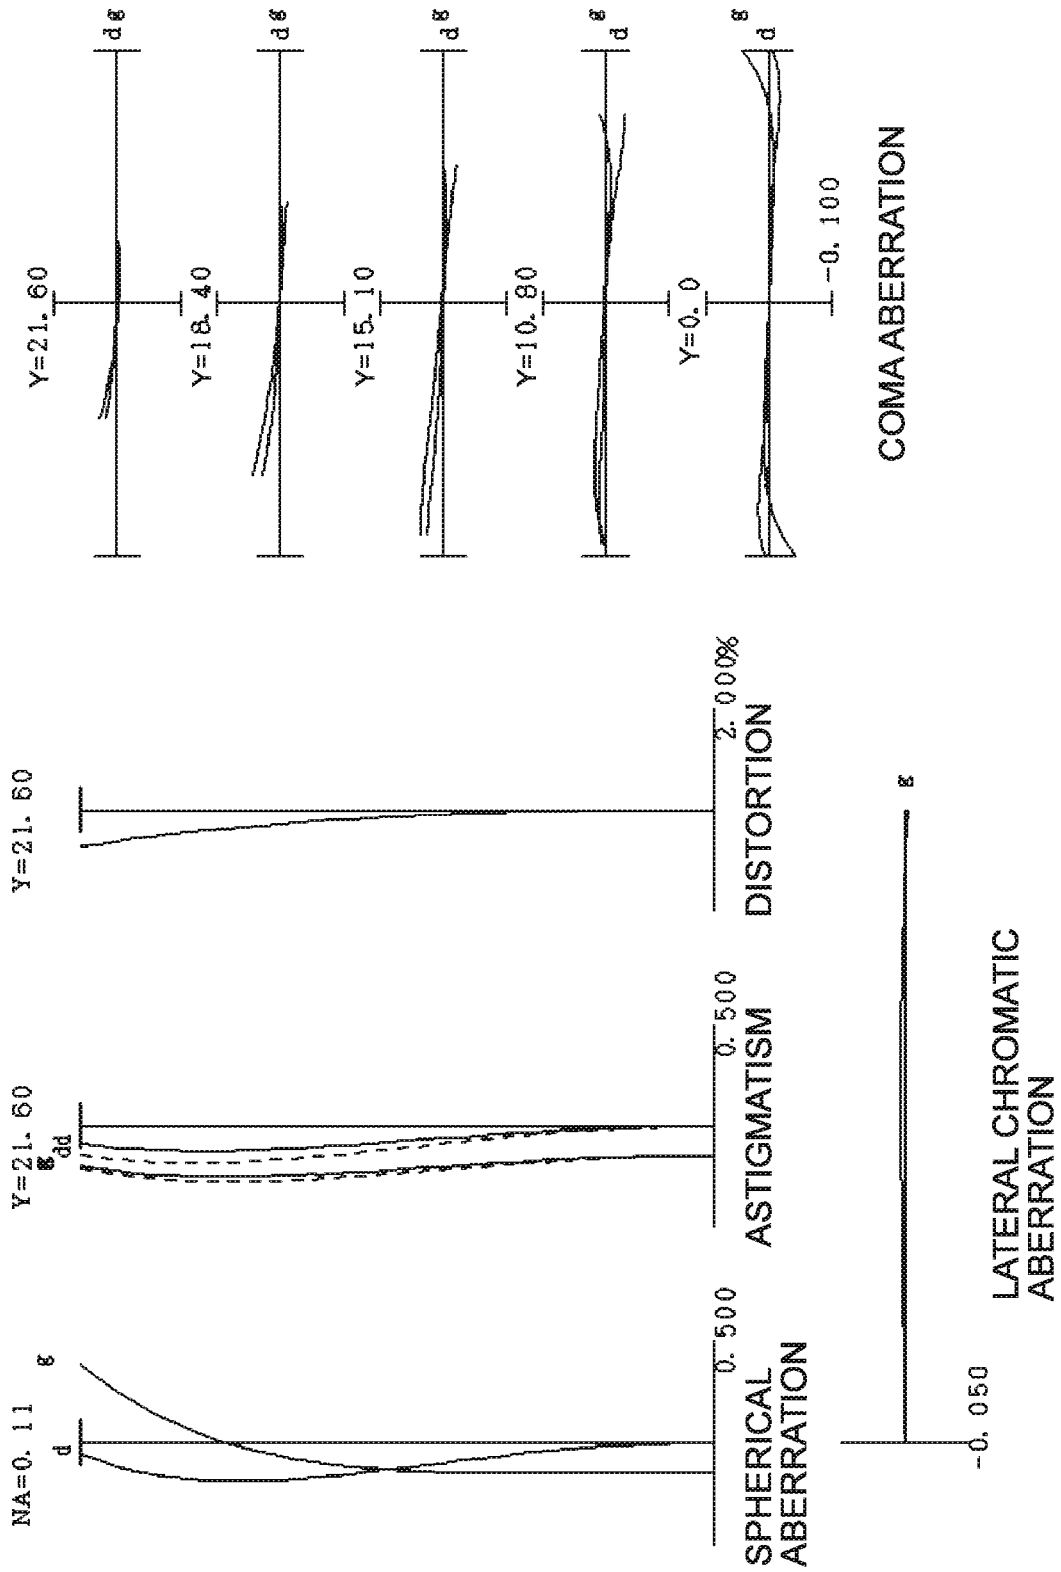 NA=0. 11
d
g
0. 500
SPHERICAL
ABERRATION
Y=21. 60
g
dd
0. 500
ASTIGMATISM
Y=21. 60
2. 000%
DISTORTION
Y=21. 60
d g
Y=18. 40
d g
Y=15. 10
d g
Y=10. 80
d g
Y=0. 0
d g
-0. 100
COMA ABERRATION
g
-0. 050
LATERAL CHROMATIC
ABERRATION